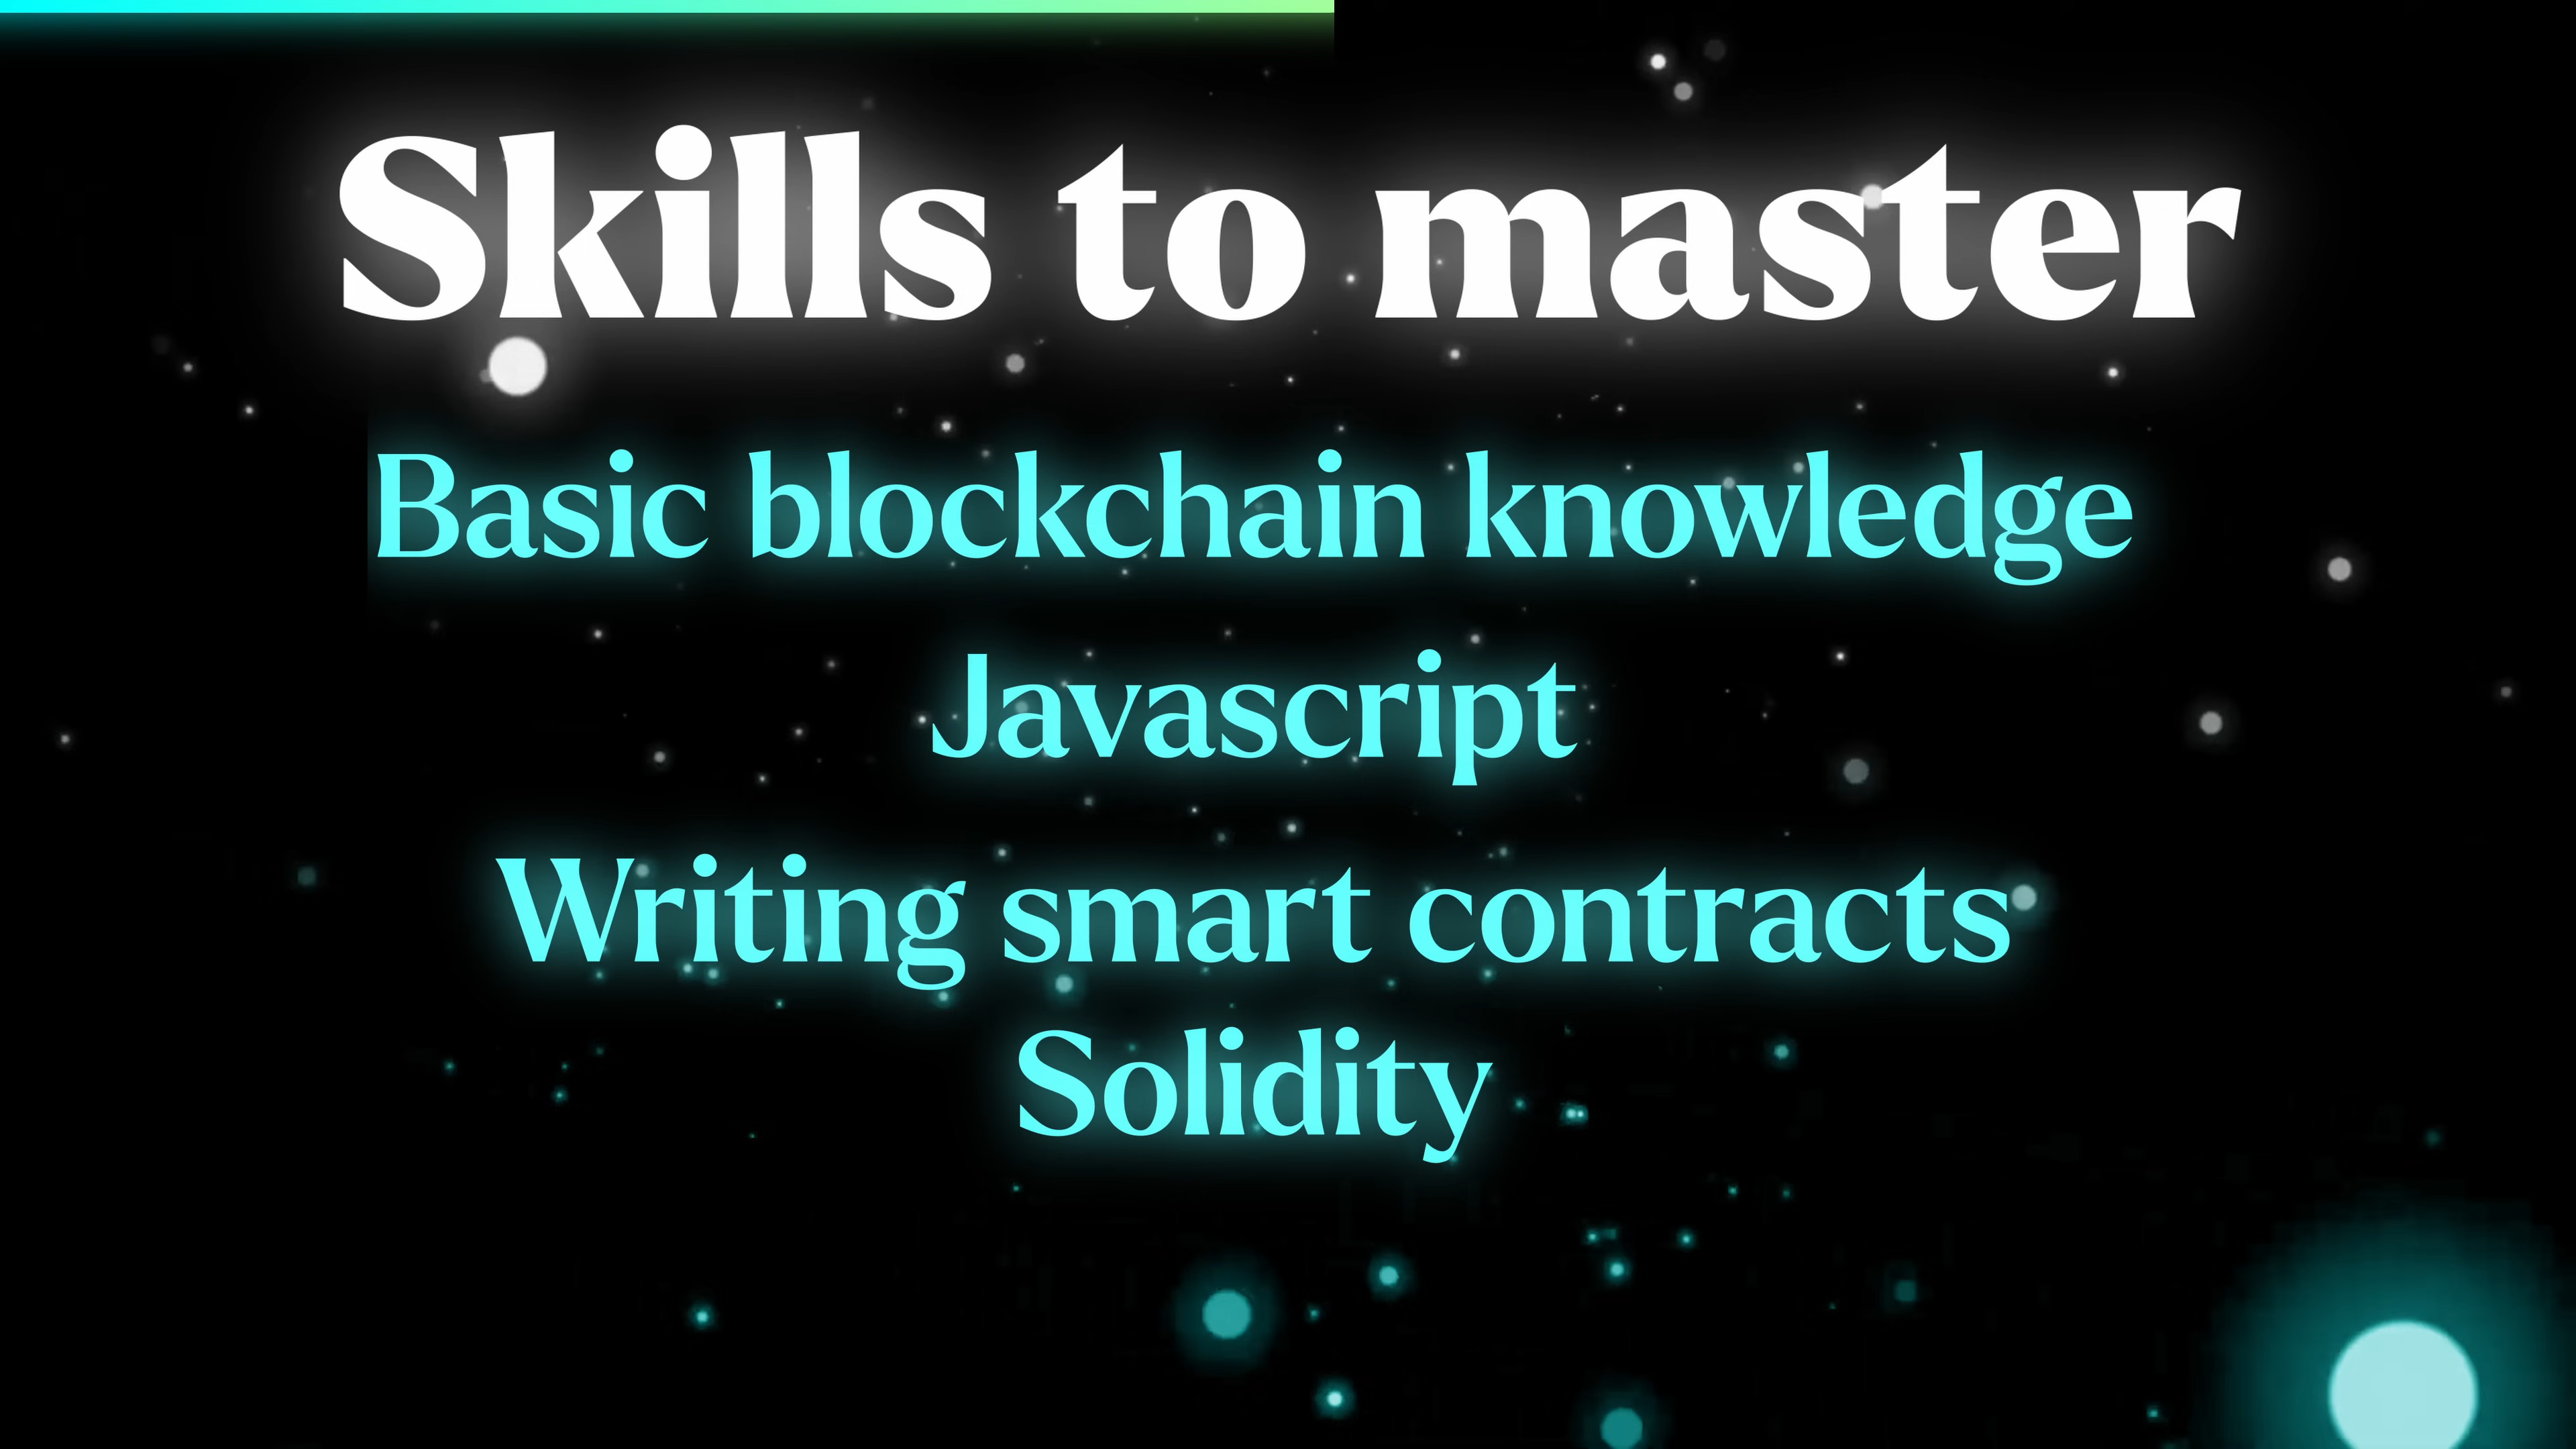 Skills to master
Basic blockchain knowledge
Javascript
Writing smart contracts
Solidity